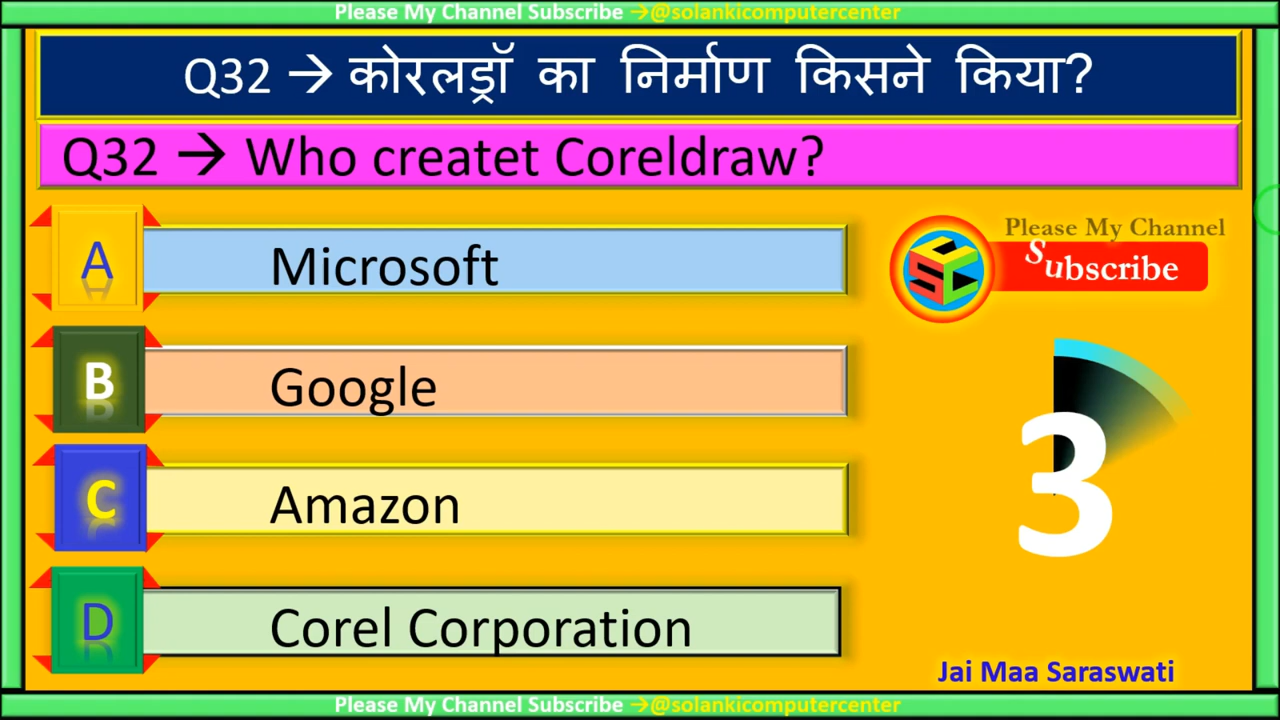 Please My Channel Subscribe →@solankicomputercenter
Q32 → कोरलड्रॉ का निर्माण किसने किया?
Q32 → Who createt Coreldraw?
A Microsoft
Please My Channel
Subscribe
SCC
B Google
3
C Amazon
D Corel Corporation
Jai Maa Saraswati
Please My Channel Subscribe →@solankicomputercenter